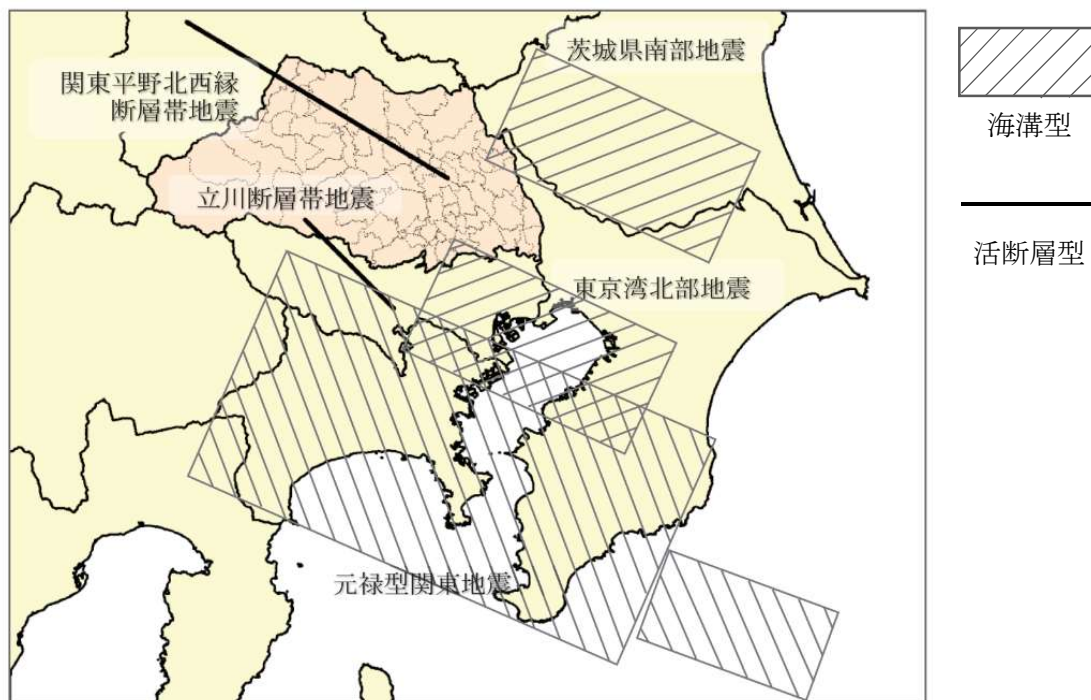 茨城県南部地震
関東平野北西縁
断層帯地震
立川断層帯地震
東京湾北部地震
元禄型関東地震
海溝型
活断層型